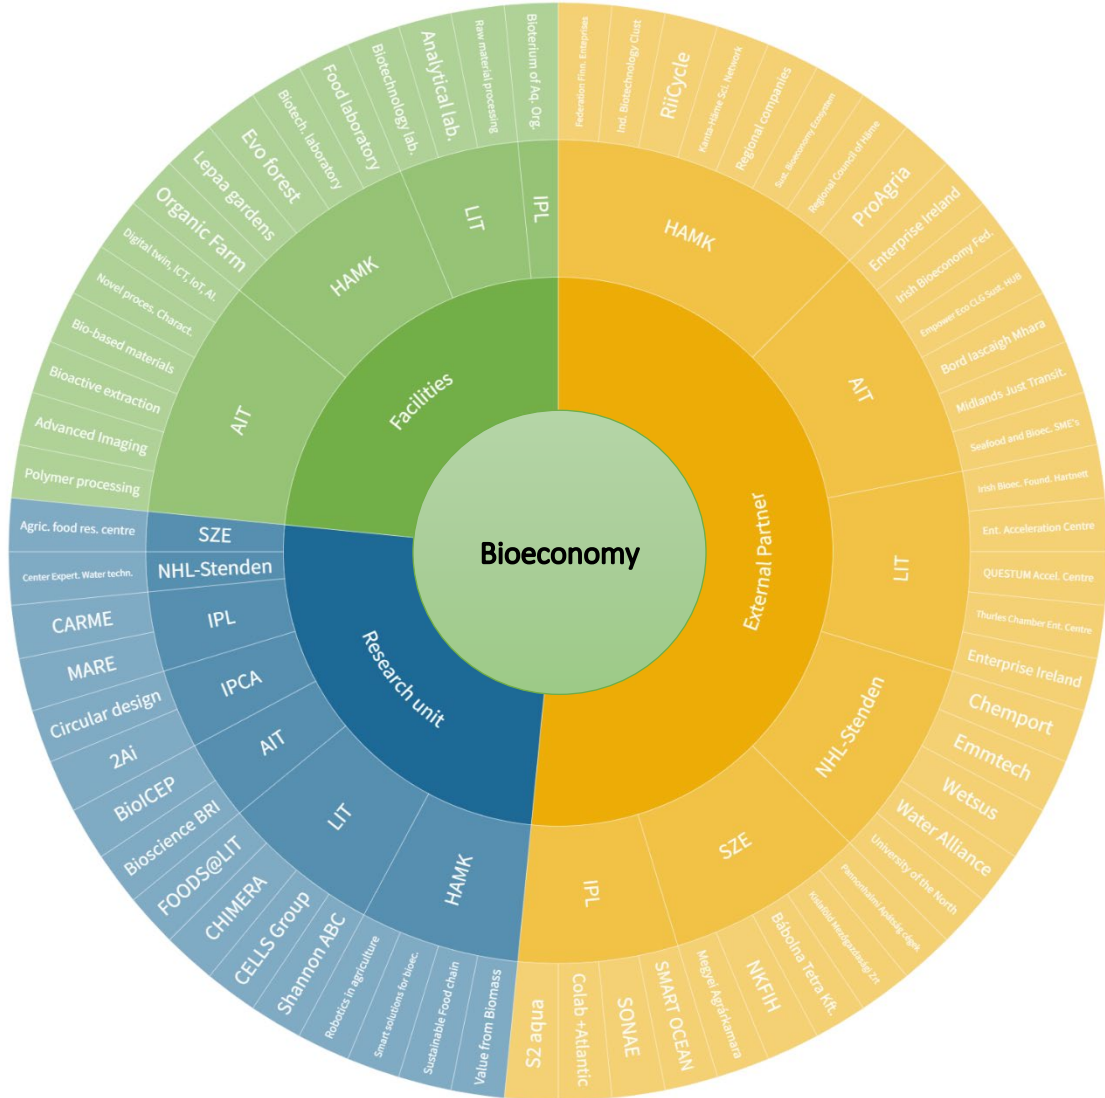 Bioeconomy
External Partner
HAMK
Federation Finn. Enteprises
Ind. Biotechnology Clust
RiiCycle
Kanta-Häme Sci. Network
Regional companies
Sust. Bioeconomy Ecosystem
Regional Council of Häme
ProAgria
AIT
Enterprise Ireland
Irish Bioeconomy Fed.
Empower Eco CLG Sust. HUB
Bord Iascaigh Mhara
Midlands Just Transit.
Seafood and Bioec. SME's
LIT
Irish Bioec. Found. Hartnett
Ent. Acceleration Centre
QUESTUM Accel. Centre
Thurles Chamber Ent. Centre
Enterprise Ireland
NHL-Stenden
Chemport
Emmtech
Wetsus
Water Alliance
University of the North
SZE
Pannonhalmi Apátság cégek
Kisalföld Mezőgazdasági Zrt
Bábolna Tetra Kft.
NKFIH
Megyei Agrárkamara
IPL
SMART OCEAN
SONAE
Colab +Atlantic
S2 aqua
Research unit
HAMK
Value from Biomass
Sustainable Food chain
Smart solutions for bioec.
Robotics in agriculture
LIT
Shannon ABC
CELLS Group
CHIMERA
FOODS@LIT
AIT
Bioscience BRI
BioICEP
IPCA
2Ai
Circular design
IPL
MARE
CARME
NHL-Stenden
Center Expert. Water techn.
SZE
Agric. food res. centre
Facilities
AIT
Polymer processing
Advanced Imaging
Bioactive extraction
Bio-based materials
Novel proces. Charact.
Digital twin, ICT, IoT, AI.
HAMK
Organic Farm
Lepaa gardens
Evo forest
Biotech. laboratory
Food laboratory
LIT
Biotechnology lab.
Analytical lab.
Raw material processing
IPL
Bioterium of Aq. Org.